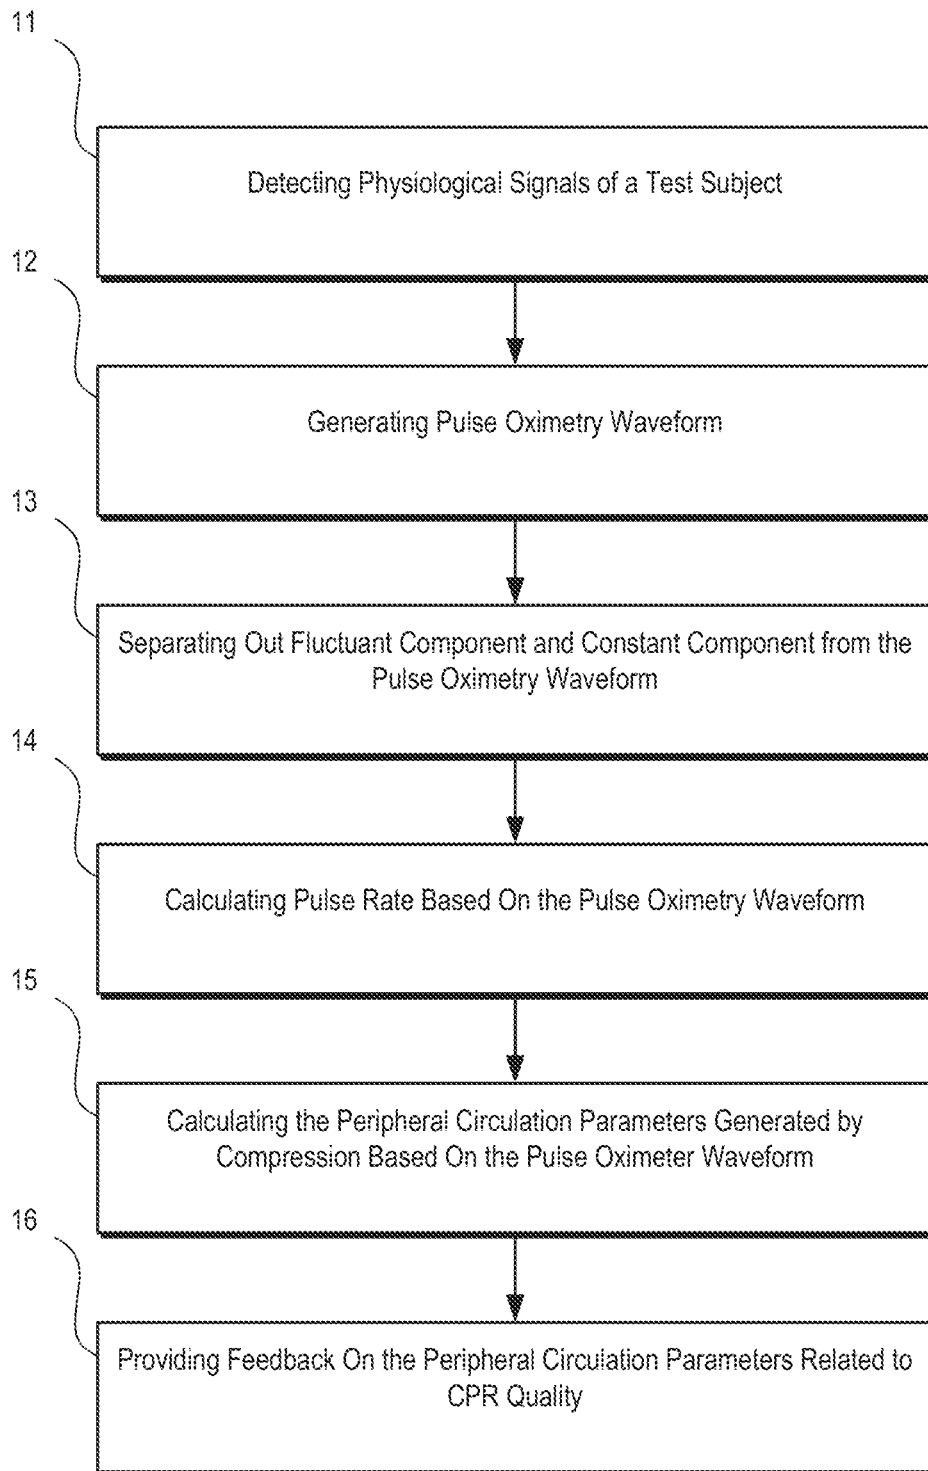 11
Detecting Physiological Signals of a Test Subject
12
Generating Pulse Oximetry Waveform
13
Separating Out Fluctuant Component and Constant Component from the
Pulse Oximetry Waveform
14
Calculating Pulse Rate Based On the Pulse Oximetry Waveform
15
Calculating the Peripheral Circulation Parameters Generated by
Compression Based On the Pulse Oximeter Waveform
16
Providing Feedback On the Peripheral Circulation Parameters Related to
CPR Quality